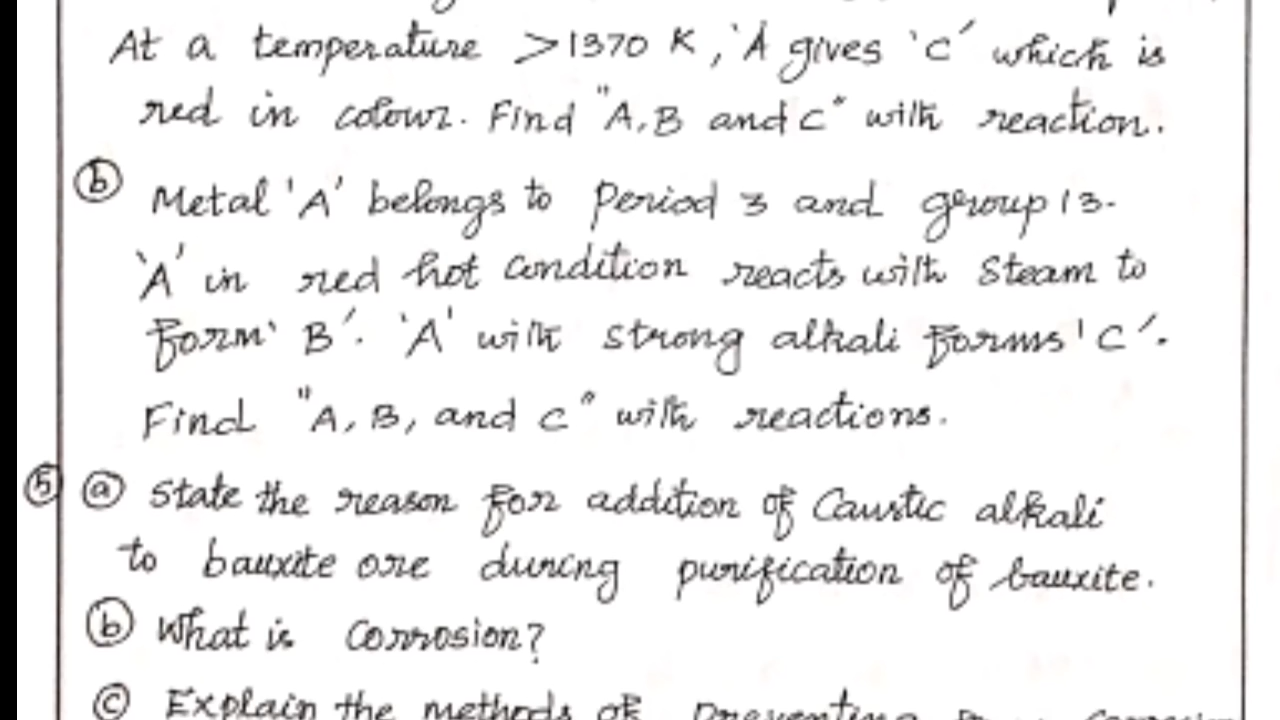 At a temperature >1370 K, 'A gives 'C' which is
red in colour. Find "A, B and C" with reaction.
ⓑ Metal 'A' belongs to Period 3 and group 13.
'A' in red hot condition reacts with steam to
form 'B'. 'A' with strong alkali forms 'C'.
Find "A, B, and C" with reactions.
⑤ ⓐ State the reason for addition of Caustic alkali
to bauxite ore during purification of bauxite.
ⓑ What is Corrosion?
ⓒ Explain the methods of preventing corrosion